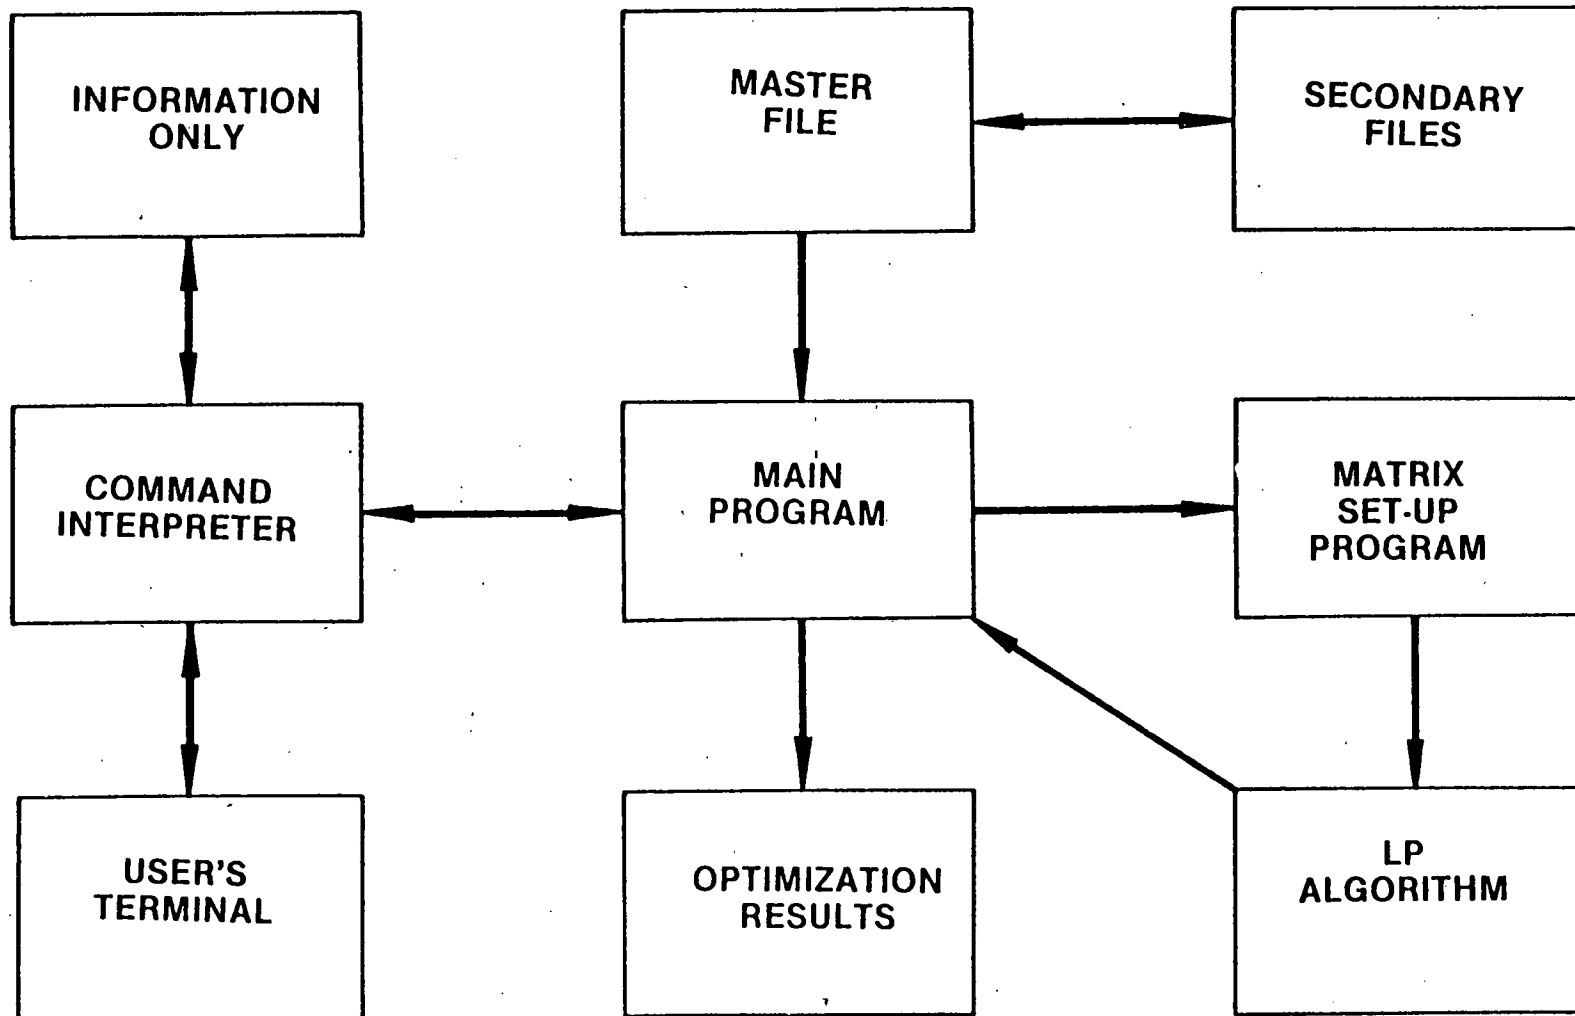 INFORMATION
ONLY
MASTER
FILE
SECONDARY
FILES
COMMAND
INTERPRETER
MAIN
PROGRAM
MATRIX
SET-UP
PROGRAM
USER'S
TERMINAL
OPTIMIZATION
RESULTS
LP
ALGORITHM